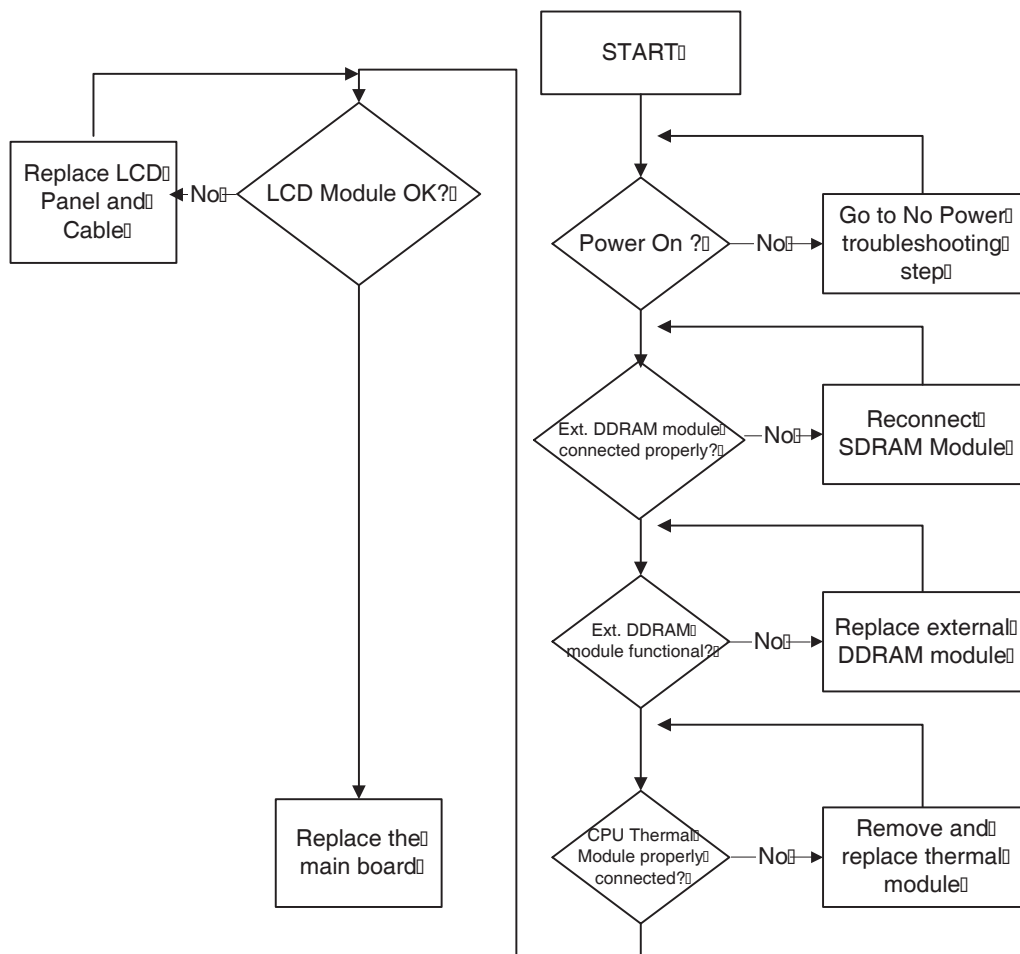 START▯
Power On ?▯
No▯
Go to No Power▯
troubleshooting▯
step▯
Ext. DDRAM module▯
connected properly?▯
No▯
Reconnect▯
SDRAM Module▯
Ext. DDRAM▯
module functional?▯
No▯
Replace external▯
DDRAM module▯
CPU Thermal▯
Module properly▯
connected?▯
No▯
Remove and▯
replace thermal▯
module▯
LCD Module OK?▯
No▯
Replace LCD▯
Panel and▯
Cable▯
Replace the▯
main board▯